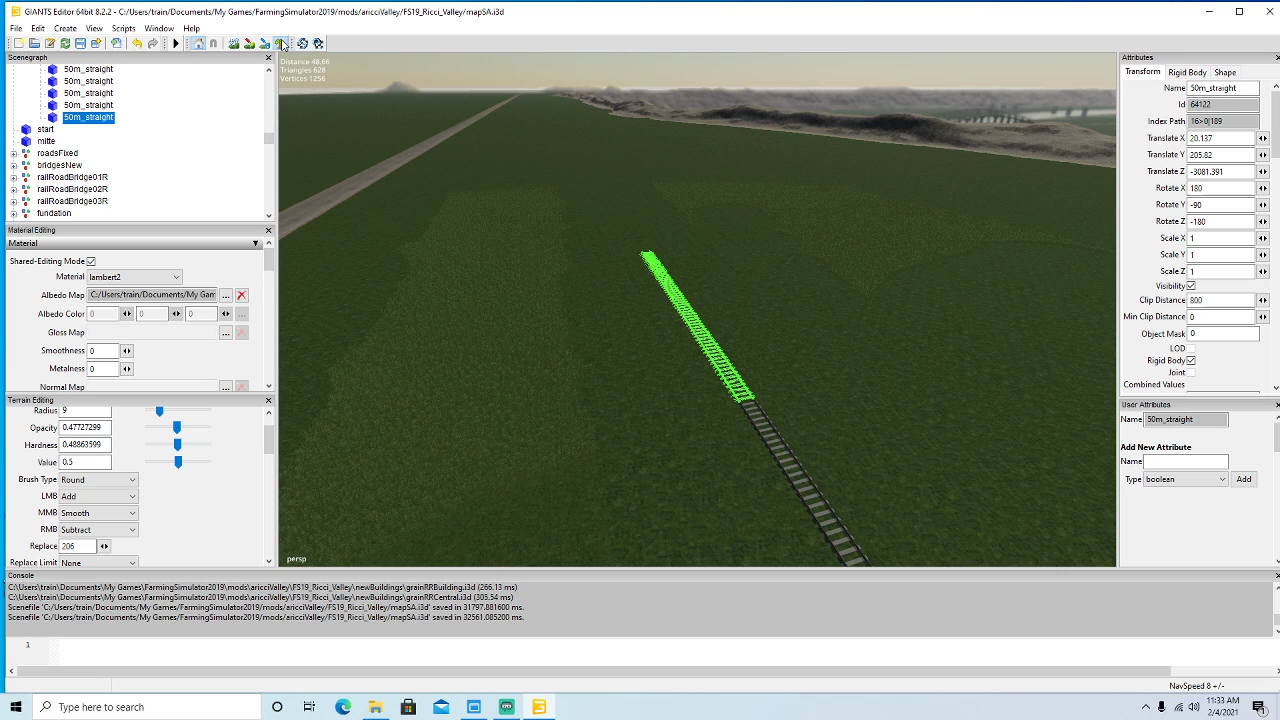 GIANTS Editor 64bit 8.2.2 - C:/Users/train/Documents/My Games/FarmingSimulator2019/mods/aricciValley/FS19_Ricci_Valley/mapSA.i3d
File Edit Create View Scripts Window Help
Scenegraph
50m_straight
50m_straight
50m_straight
50m_straight
50m_straight
start
mitte
roadsFixed
bridgesNew
railRoadBridge01R
railRoadBridge02R
railRoadBridge03R
fundation
Material Editing
Material
Shared-Editing Mode
Material lambert2
Albedo Map C:/Users/train/Documents/My Gam ...
Albedo Color 0 0 0 ...
Gloss Map ...
Smoothness 0
Metalness 0
Normal Map
Terrain Editing
Radius 9
Opacity 0.47727299
Hardness 0.48863599
Value 0.5
Brush Type Round
LMB Add
MMB Smooth
RMB Subtract
Replace 206
Replace Limit None
Distance 48.66
Triangles 628
Vertices 1256
persp
Attributes
Transform Rigid Body Shape
Name 50m_straight
Id 64122
Index Path 16>0|189
Translate X 20.137
Translate Y 205.82
Translate Z -3081.391
Rotate X 180
Rotate Y -90
Rotate Z -180
Scale X 1
Scale Y 1
Scale Z 1
Visibility
Clip Distance 800
Min Clip Distance 0
Object Mask 0
LOD
Rigid Body
Joint
Combined Values
User Attributes
Name 50m_straight
Add New Attribute
Name
Type boolean Add
Console
C:\Users\train\Documents\My Games\FarmingSimulator2019\mods\aricciValley\FS19_Ricci_Valley\newBuildings\grainRRBuilding.i3d (266.13 ms)
C:\Users\train\Documents\My Games\FarmingSimulator2019\mods\aricciValley\FS19_Ricci_Valley\newBuildings\grainRRCentral.i3d (305.54 ms)
Scenefile 'C:/Users/train/Documents/My Games/FarmingSimulator2019/mods/aricciValley/FS19_Ricci_Valley/mapSA.i3d' saved in 31797.881600 ms.
Scenefile 'C:/Users/train/Documents/My Games/FarmingSimulator2019/mods/aricciValley/FS19_Ricci_Valley/mapSA.i3d' saved in 32561.085200 ms.
1
NavSpeed 8 +/-
Type here to search
11:33 AM
2/4/2021